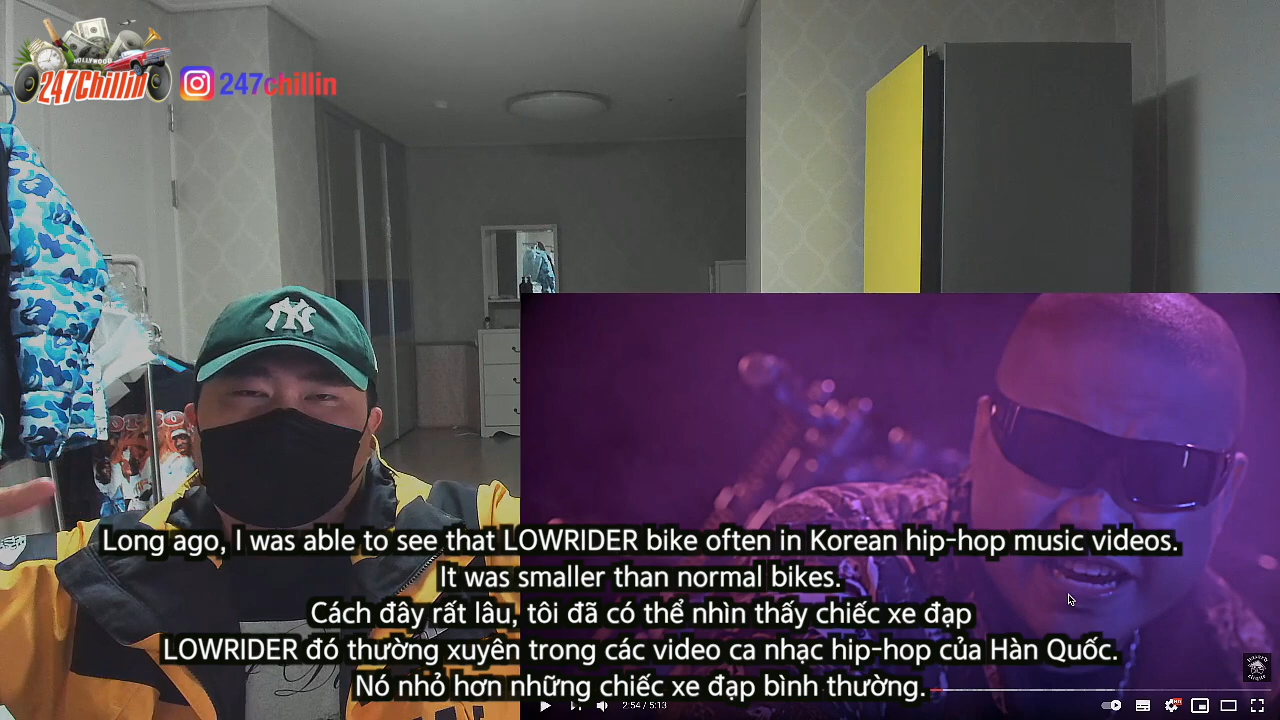 HOLLYWOOD
247Chillin
247chillin
NY
Long ago, I was able to see that LOWRIDER bike often in Korean hip-hop music videos.
It was smaller than normal bikes.
Cách đây rất lâu, tôi đã có thể nhìn thấy chiếc xe đạp
LOWRIDER đó thường xuyên trong các video ca nhạc hip-hop của Hàn Quốc.
Nó nhỏ hơn những chiếc xe đạp bình thường.
2:54 / 5:13